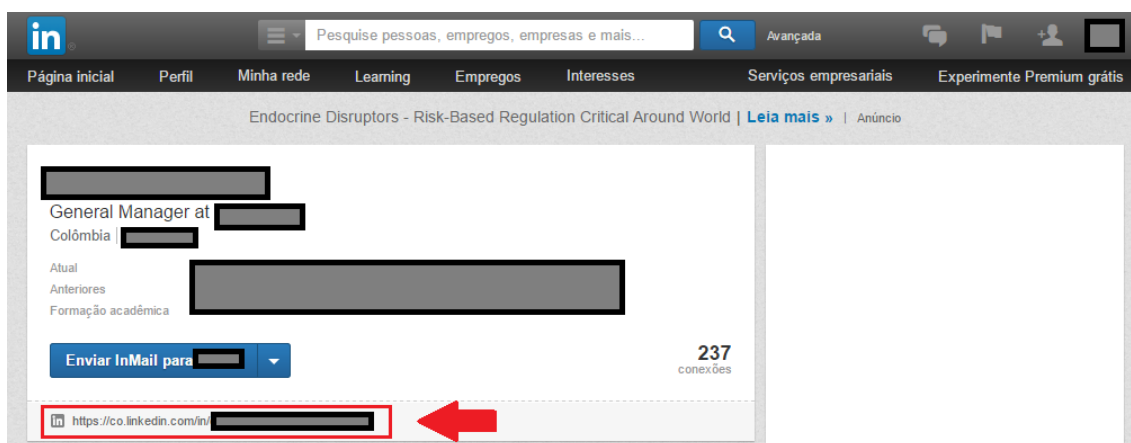 in
Pesquise pessoas, empregos, empresas e mais...
Avançada
Página inicial Perfil Minha rede Learning Empregos Interesses Serviços empresariais Experimente Premium grátis
Endocrine Disruptors - Risk-Based Regulation Critical Around World | Leia mais » | Anúncio
General Manager at
Colômbia |
Atual
Anteriores
Formação acadêmica
Enviar InMail para
237
conexões
in https://co.linkedin.com/in/